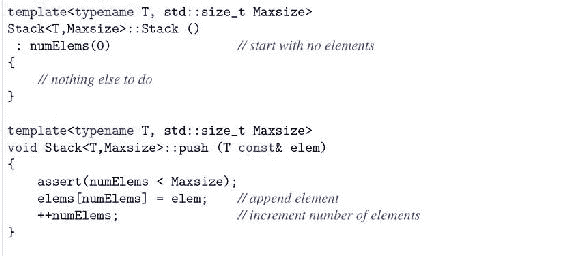 template<typename T, std::size_t Maxsize>
Stack<T,Maxsize>::Stack ()
 : numElems(0)                 // start with no elements
{
    // nothing else to do
}
template<typename T, std::size_t Maxsize>
void Stack<T,Maxsize>::push (T const& elem)
{
    assert(numElems < Maxsize);
    elems[numElems] = elem;    // append element
    ++numElems;                // increment number of elements
}